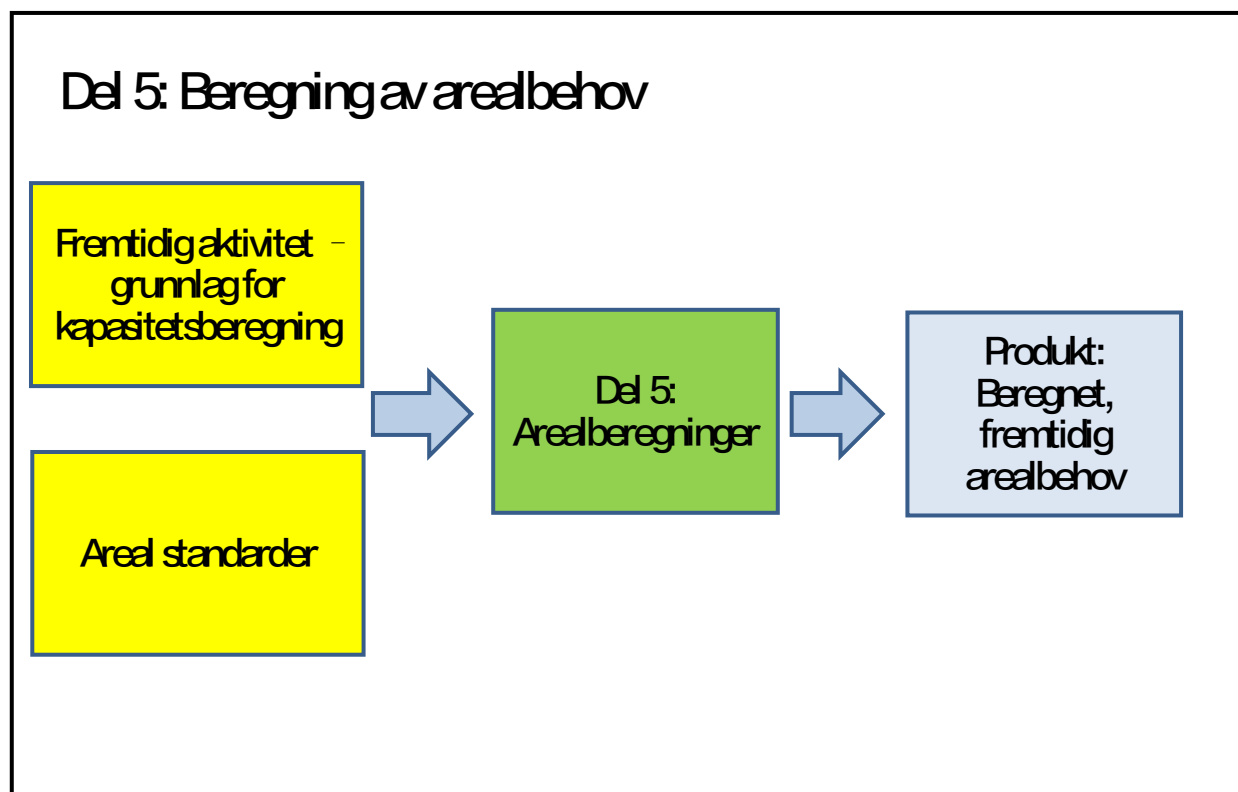 Del 5: Beregning av arealbehov
Fremtidig aktivitet –
grunnlag for
kapasitetsberegning
Areal standarder
Del 5:
Arealberegninger
Produkt:
Beregnet,
fremtidig
arealbehov